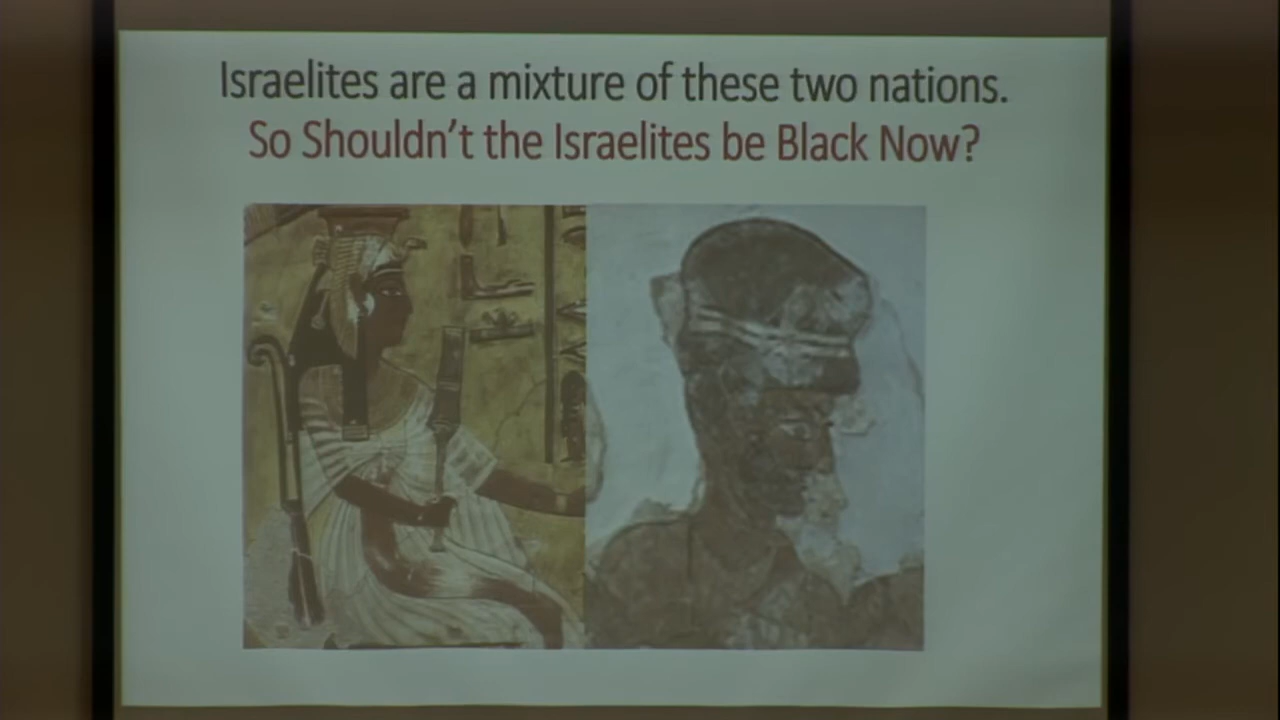 Israelites are a mixture of these two nations.
So Shouldn't the Israelites be Black Now?